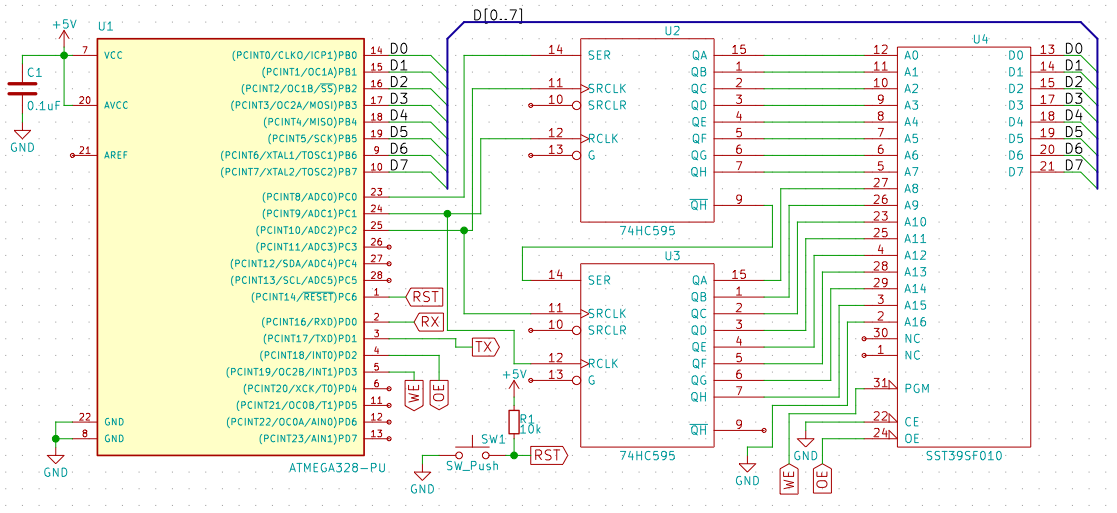 D[0..7]
+5V
U1
7 VCC
20 AVCC
21 AREF
22 GND
8 GND
C1
0.1uF
GND
GND
(PCINT0/CLKO/ICP1)PB0 14 D0
(PCINT1/OC1A)PB1 15 D1
(PCINT2/OC1B/SS)PB2 16 D2
(PCINT3/OC2A/MOSI)PB3 17 D3
(PCINT4/MISO)PB4 18 D4
(PCINT5/SCK)PB5 19 D5
(PCINT6/XTAL1/TOSC1)PB6 9 D6
(PCINT7/XTAL2/TOSC2)PB7 10 D7
(PCINT8/ADC0)PC0 23
(PCINT9/ADC1)PC1 24
(PCINT10/ADC2)PC2 25
(PCINT11/ADC3)PC3 26
(PCINT12/SDA/ADC4)PC4 27
(PCINT13/SCL/ADC5)PC5 28
(PCINT14/RESET)PC6 1 RST
(PCINT16/RXD)PD0 2 RX
(PCINT17/TXD)PD1 3 TX
(PCINT18/INT0)PD2 4
(PCINT19/OC2B/INT1)PD3 5
(PCINT20/XCK/T0)PD4 6
(PCINT21/OC0B/T1)PD5 11
(PCINT22/OC0A/AIN0)PD6 12
(PCINT23/AIN1)PD7 13
WE
OE
ATMEGA328-PU
+5V
R1
10k
SW1
SW_Push
RST
GND
U2
14 SER
11 SRCLK
10 SRCLR
12 RCLK
13 G
QA 15
QB 1
QC 2
QD 3
QE 4
QF 5
QG 6
QH 7
QH 9
74HC595
U3
14 SER
11 SRCLK
10 SRCLR
12 RCLK
13 G
QA 15
QB 1
QC 2
QD 3
QE 4
QF 5
QG 6
QH 7
QH 9
74HC595
U4
12 A0
11 A1
10 A2
9 A3
8 A4
7 A5
6 A6
5 A7
27 A8
26 A9
23 A10
25 A11
4 A12
28 A13
29 A14
3 A15
2 A16
30 NC
1 NC
31 PGM
22 CE
24 OE
D0 13 D0
D1 14 D1
D2 15 D2
D3 17 D3
D4 18 D4
D5 19 D5
D6 20 D6
D7 21 D7
SST39SF010
GND
GND
WE
OE